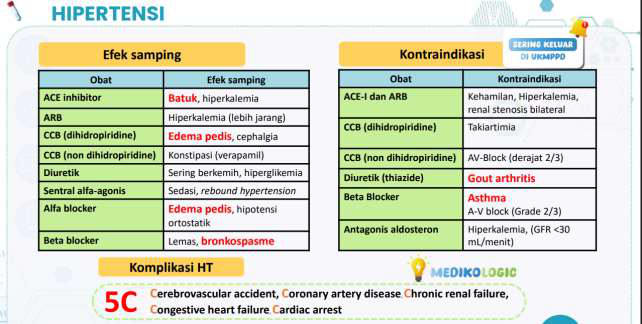 HIPERTENSI
Efek samping
Obat Efek samping
ACE inhibitor Batuk, hiperkalemia
ARB Hiperkalemia (lebih jarang)
CCB (dihidropiridine) Edema pedis, cephalgia
CCB (non dihidropiridine) Konstipasi (verapamil)
Diuretik Sering berkemih, hiperglikemia
Sentral alfa-agonis Sedasi, rebound hypertension
Alfa blocker Edema pedis, hipotensi
ortostatik
Beta blocker Lemas, bronkospasme
Kontraindikasi
SERING KELUAR
DI UKMPPD
Obat Kontraindikasi
ACE-I dan ARB Kehamilan, Hiperkalemia,
renal stenosis bilateral
CCB (dihidropiridine) Takiartimia
CCB (non dihidropiridine) AV-Block (derajat 2/3)
Diuretik (thiazide) Gout arthritis
Beta Blocker Asthma
A-V block (Grade 2/3)
Antagonis aldosteron Hiperkalemia, (GFR <30
mL/menit)
Komplikasi HT
MEDIKOLOGIC
5C
Cerebrovascular accident, Coronary artery disease, Chronic renal failure,
Congestive heart failure, Cardiac arrest